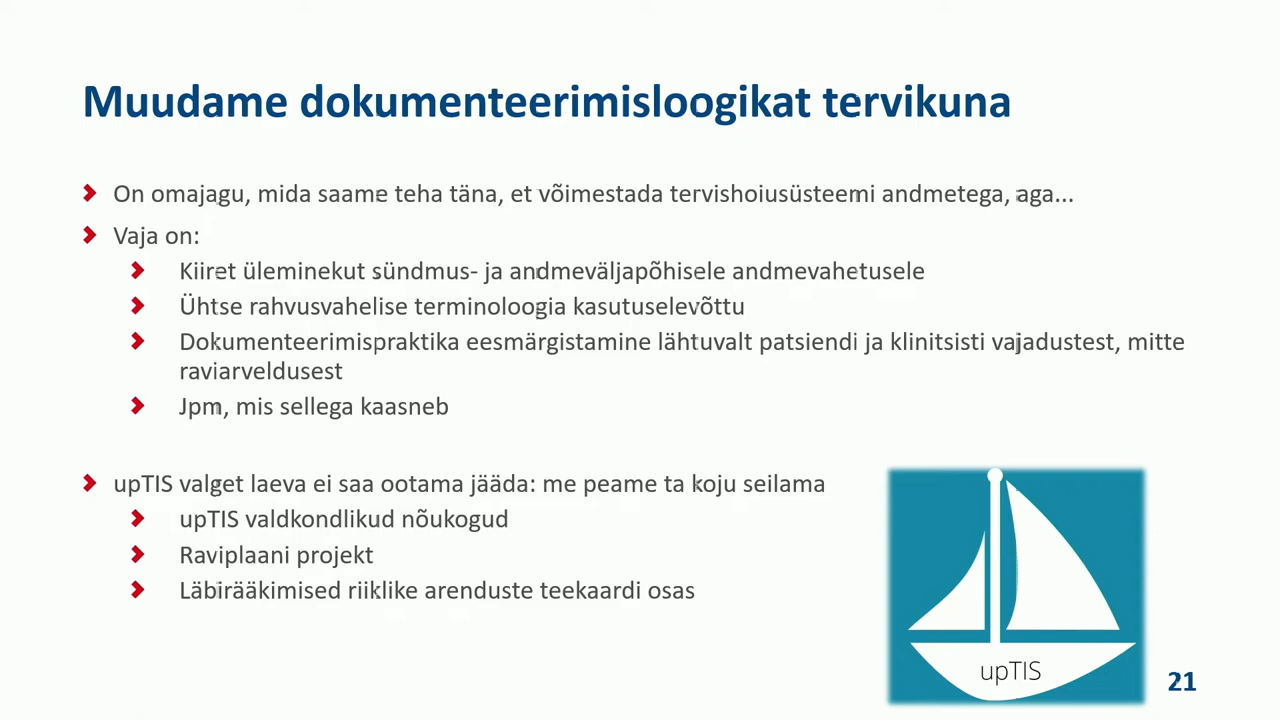 Muudame dokumenteerimisloogikat tervikuna
On omajagu, mida saame teha täna, et võimestada tervishoiusüsteemi andmetega, aga...
Vaja on:
Kiiret üleminekut sündmus- ja andmeväljapõhisele andmevahetusele
Ühtse rahvusvahelise terminoloogia kasutuselevõttu
Dokumenteerimispraktika eesmärgistamine lähtuvalt patsiendi ja klinitsisti vajadustest, mitte
raviarveldusest
Jpm, mis sellega kaasneb
upTIS valget laeva ei saa ootama jääda: me peame ta koju seilama
upTIS valdkondlikud nõukogud
Raviplaani projekt
Läbirääkimised riiklike arenduste teekaardi osas
upTIS
21